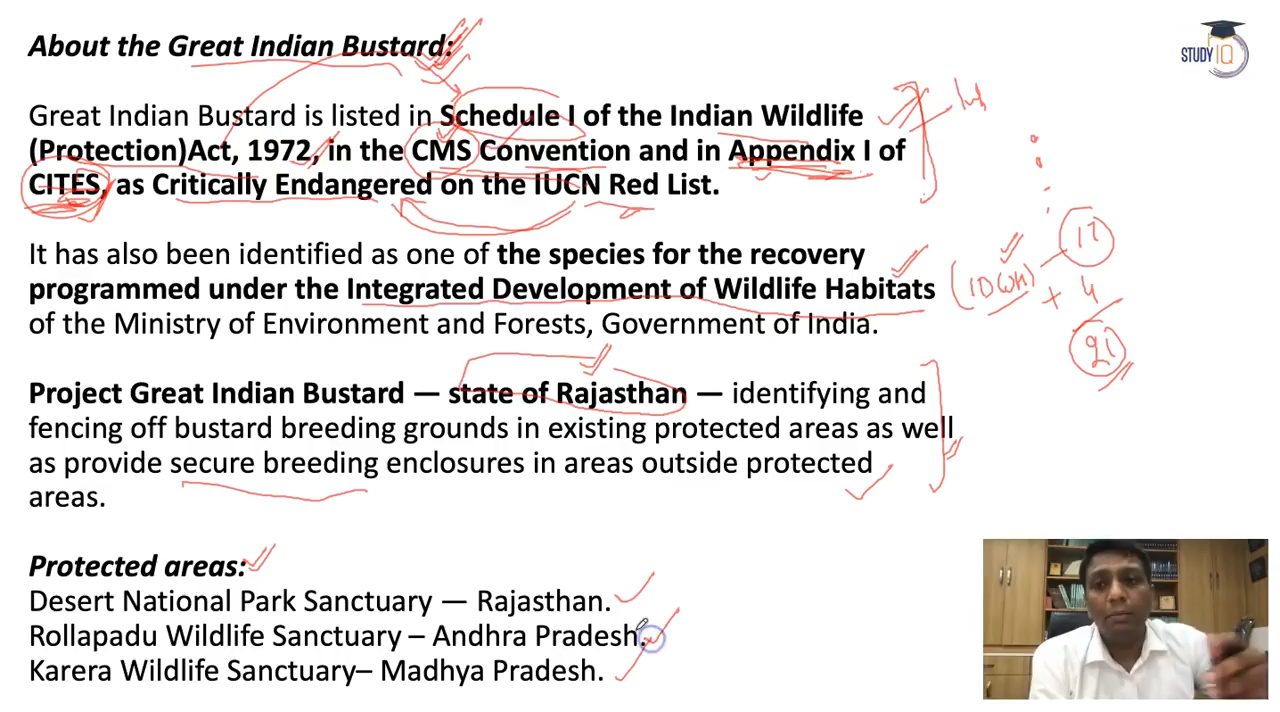 About the Great Indian Bustard:
STUDY IQ
Great Indian Bustard is listed in Schedule I of the Indian Wildlife
(Protection)Act, 1972, in the CMS Convention and in Appendix I of
CITES, as Critically Endangered on the IUCN Red List.
It has also been identified as one of the species for the recovery
programmed under the Integrated Development of Wildlife Habitats
of the Ministry of Environment and Forests, Government of India.
17
(IDWH)
+ 4
21
Project Great Indian Bustard — state of Rajasthan — identifying and
fencing off bustard breeding grounds in existing protected areas as well
as provide secure breeding enclosures in areas outside protected
areas.
Protected areas:
Desert National Park Sanctuary — Rajasthan.
Rollapadu Wildlife Sanctuary – Andhra Pradesh.
Karera Wildlife Sanctuary– Madhya Pradesh.